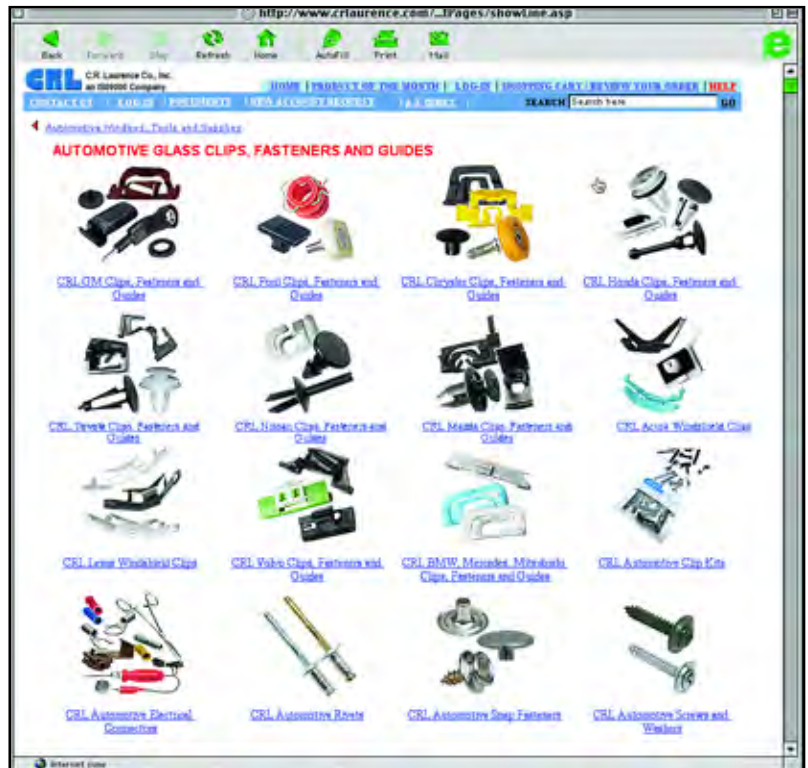 http://www.crlaurence.com/...IPages/showLine.asp
Back Forward Stop Refresh Home AutoFill Print Mail
CRL C.R. Laurence Co., Inc.
an ISO9000 Company
HOME | PRODUCT OF THE MONTH | LOG-IN | SHOPPING CART / REVIEW YOUR ORDER | HELP
CONTACT US | LOG IN | DOCUMENTS | NEW ACCOUNT REQUEST
SEARCH Search here GO
Automotive Windshield, Tools and Supplies
AUTOMOTIVE GLASS CLIPS, FASTENERS AND GUIDES
CRL GM Clips, Fasteners and
Guides
CRL Ford Clips, Fasteners and
Guides
CRL Chrysler Clips, Fasteners and
Guides
CRL Honda Clips, Fasteners and
Guides
CRL Toyota Clips, Fasteners and
Guides
CRL Nissan Clips, Fasteners and
Guides
CRL Mazda Clips, Fasteners and
Guides
CRL Acura Windshield Clips
CRL Lexus Windshield Clips
CRL Volvo Clips, Fasteners and
Guides
CRL BMW, Mercedes, Mitsubishi
Clips, Fasteners and Guides
CRL Automotive Clip Kits
CRL Automotive Electrical
Connectors
CRL Automotive Rivets
CRL Automotive Snap Fasteners
CRL Automotive Screws and
Washers
Internet zone